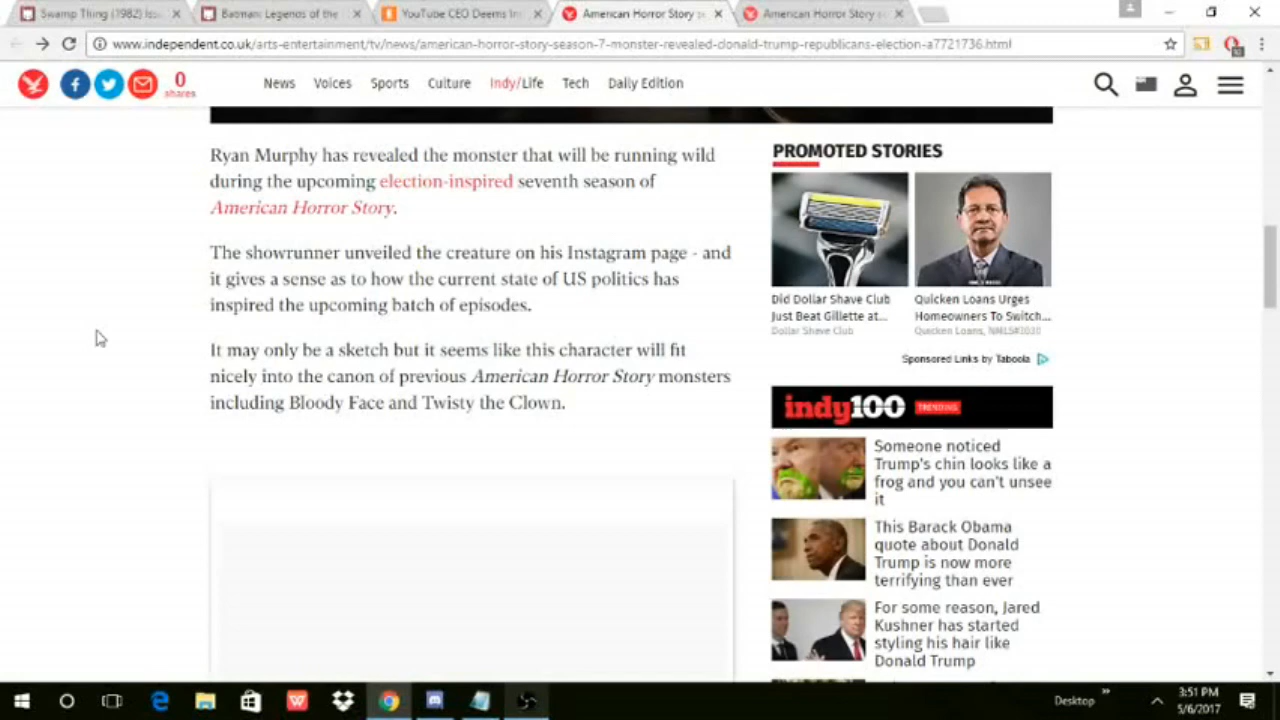 Swamp Thing (1982) Iss
Batman: Legends of the
YouTube CEO Deems In
American Horror Story se
American Horror Story se
www.independent.co.uk/arts-entertainment/tv/news/american-horror-story-season-7-monster-revealed-donald-trump-republicans-election-a7721736.html
0
shares
News Voices Sports Culture Indy/Life Tech Daily Edition
Ryan Murphy has revealed the monster that will be running wild
during the upcoming election-inspired seventh season of
American Horror Story.
The showrunner unveiled the creature on his Instagram page - and
it gives a sense as to how the current state of US politics has
inspired the upcoming batch of episodes.
It may only be a sketch but it seems like this character will fit
nicely into the canon of previous American Horror Story monsters
including Bloody Face and Twisty the Clown.
PROMOTED STORIES
Did Dollar Shave Club
Just Beat Gillette at...
Dollar Shave Club
Quicken Loans Urges
Homeowners To Switch...
Quicken Loans, NMLS#3030
Sponsored Links by Taboola
indy100 TRENDING
Someone noticed
Trump's chin looks like a
frog and you can't unsee
it
This Barack Obama
quote about Donald
Trump is now more
terrifying than ever
For some reason, Jared
Kushner has started
styling his hair like
Donald Trump
Desktop
3:51 PM
5/6/2017